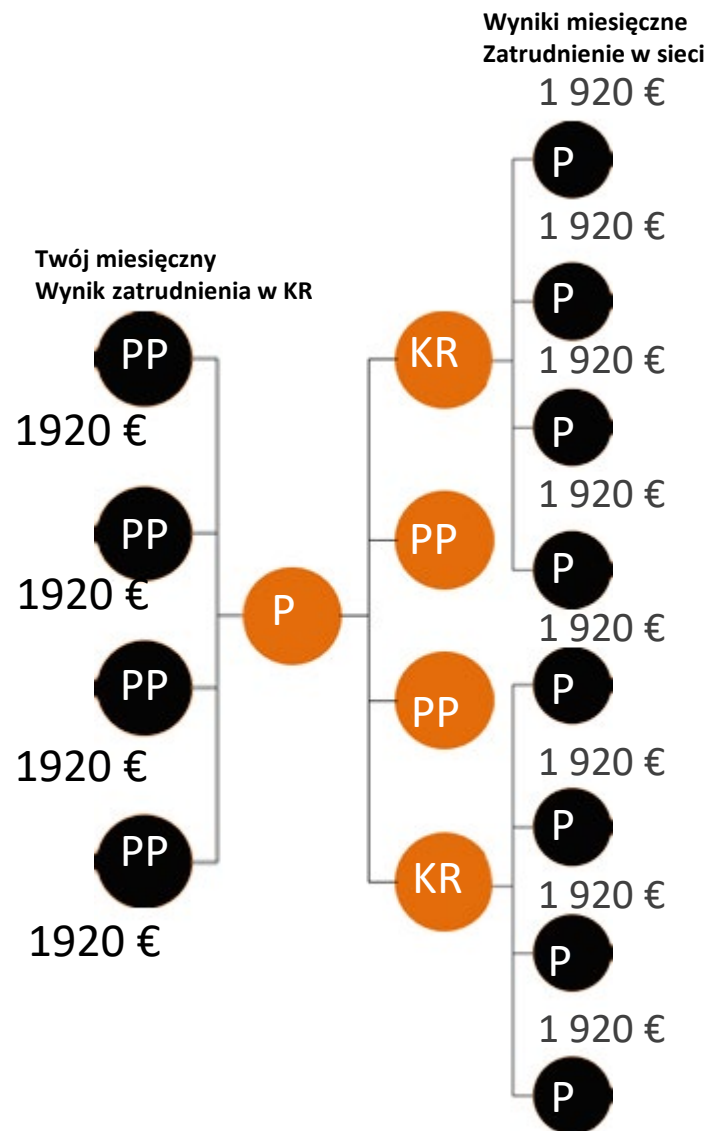 Wyniki miesięczne
Zatrudnienie w sieci
1 920 €
P
1 920 €
P
1 920 €
P
1 920 €
P
1 920 €
P
1 920 €
P
1 920 €
P
1 920 €
P
Twój miesięczny
Wynik zatrudnienia w KR
PP
1920 €
PP
1920 €
PP
1920 €
PP
1920 €
P
KR
PP
PP
KR